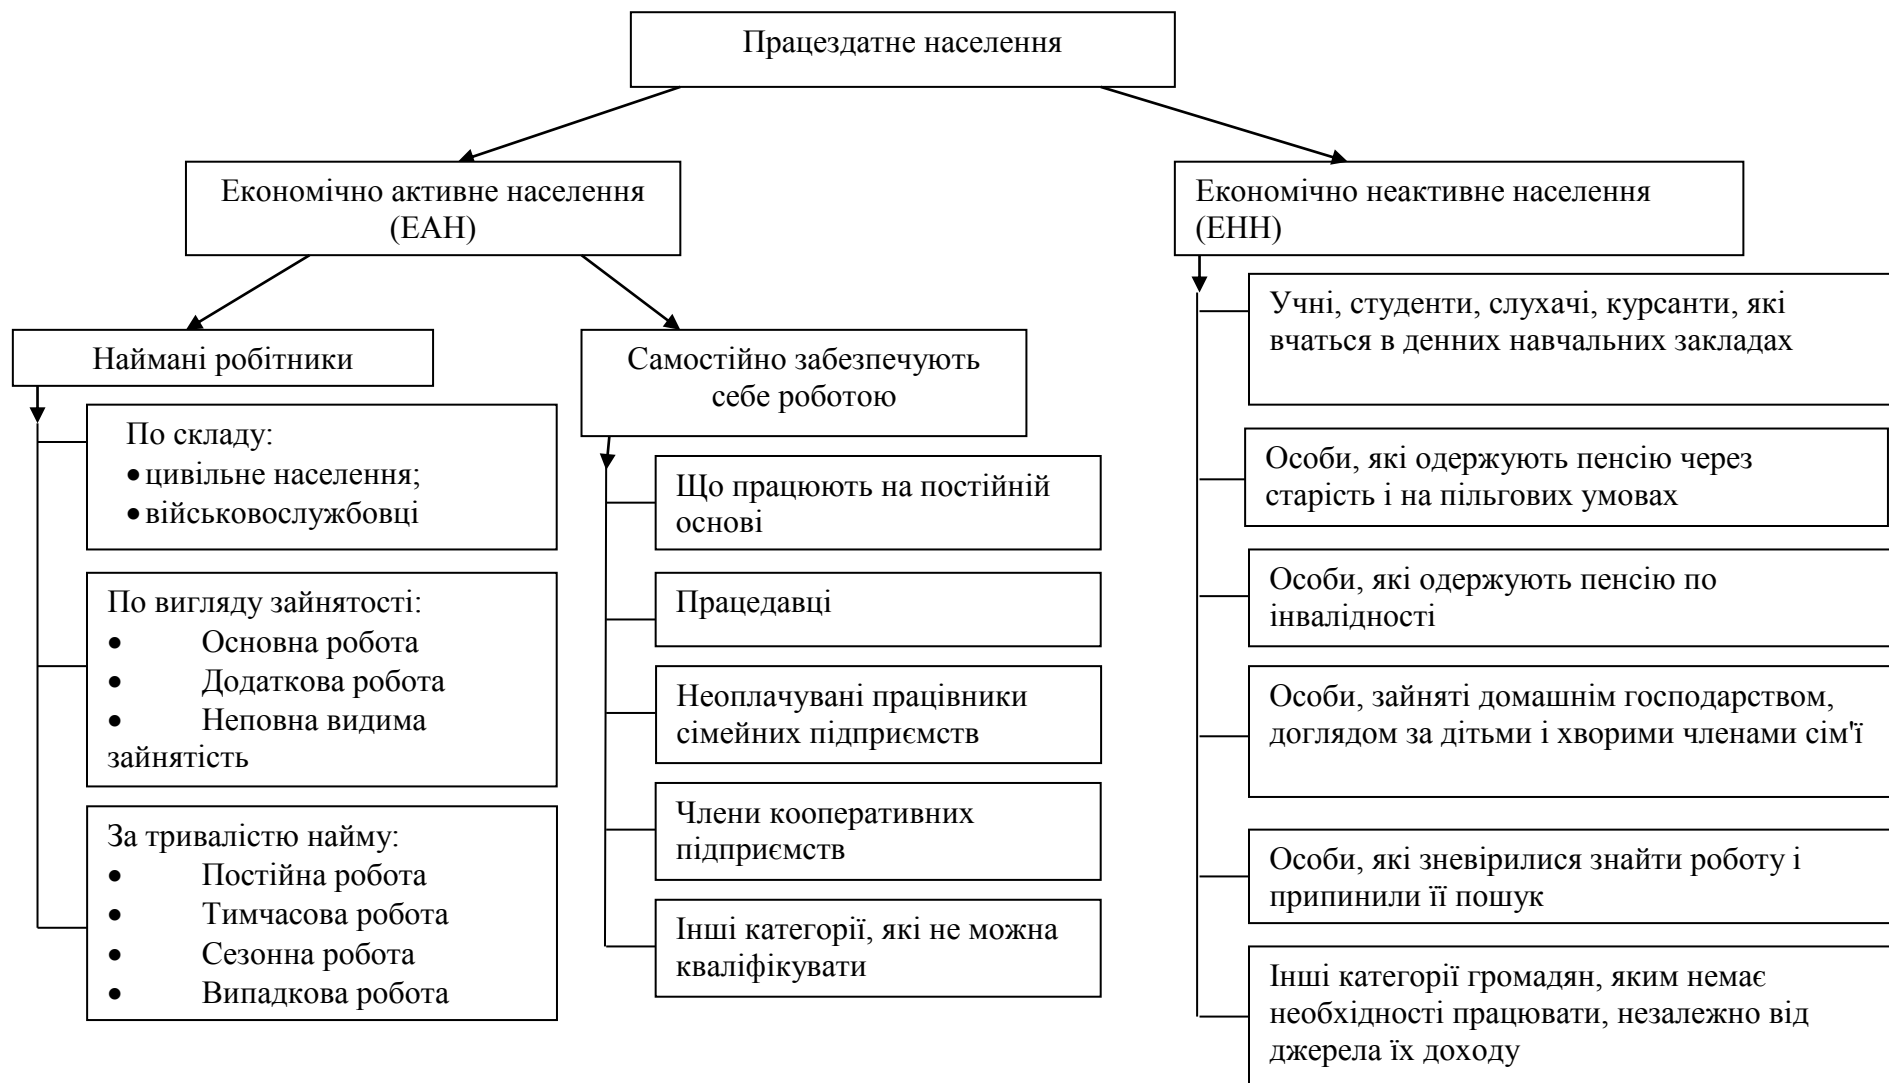 Працездатне населення
Економічно активне населення
(ЕАН)
Економічно неактивне населення
(ЕНН)
Наймані робітники
По складу:
• цивільне населення;
• військовослужбовці
По вигляду зайнятості:
• Основна робота
• Додаткова робота
• Неповна видима
зайнятість
За тривалістю найму:
• Постійна робота
• Тимчасова робота
• Сезонна робота
• Випадкова робота
Самостійно забезпечують
себе роботою
Що працюють на постійній
основі
Працедавці
Неоплачувані працівники
сімейних підприємств
Члени кооперативних
підприємств
Інші категорії, які не можна
кваліфікувати
Учні, студенти, слухачі, курсанти, які
вчаться в денних навчальних закладах
Особи, які одержують пенсію через
старість і на пільгових умовах
Особи, які одержують пенсію по
інвалідності
Особи, зайняті домашнім господарством,
доглядом за дітьми і хворими членами сім'ї
Особи, які зневірилися знайти роботу і
припинили її пошук
Інші категорії громадян, яким немає
необхідності працювати, незалежно від
джерела їх доходу